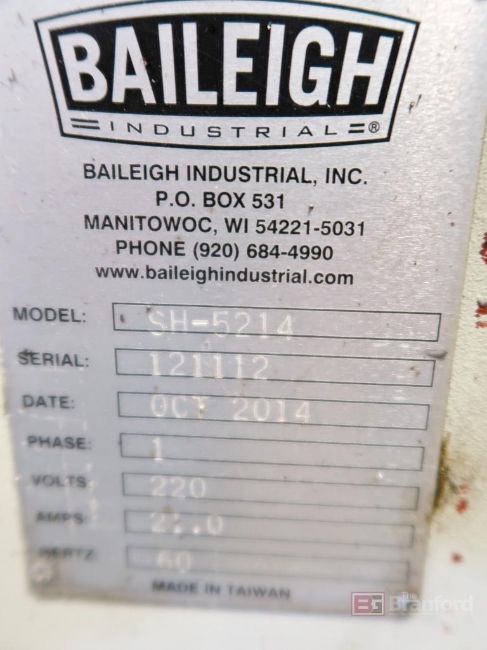 BAILEIGH
INDUSTRIAL ®
BAILEIGH INDUSTRIAL, INC.
P.O. BOX 531
MANITOWOC, WI 54221-5031
PHONE (920) 684-4990
www.baileighindustrial.com
MODEL: SH-5214
SERIAL: 121112
DATE: OCT 2014
PHASE: 1
VOLTS 220
AMPS:
HERTZ 60
MADE IN TAIWAN
The Branford